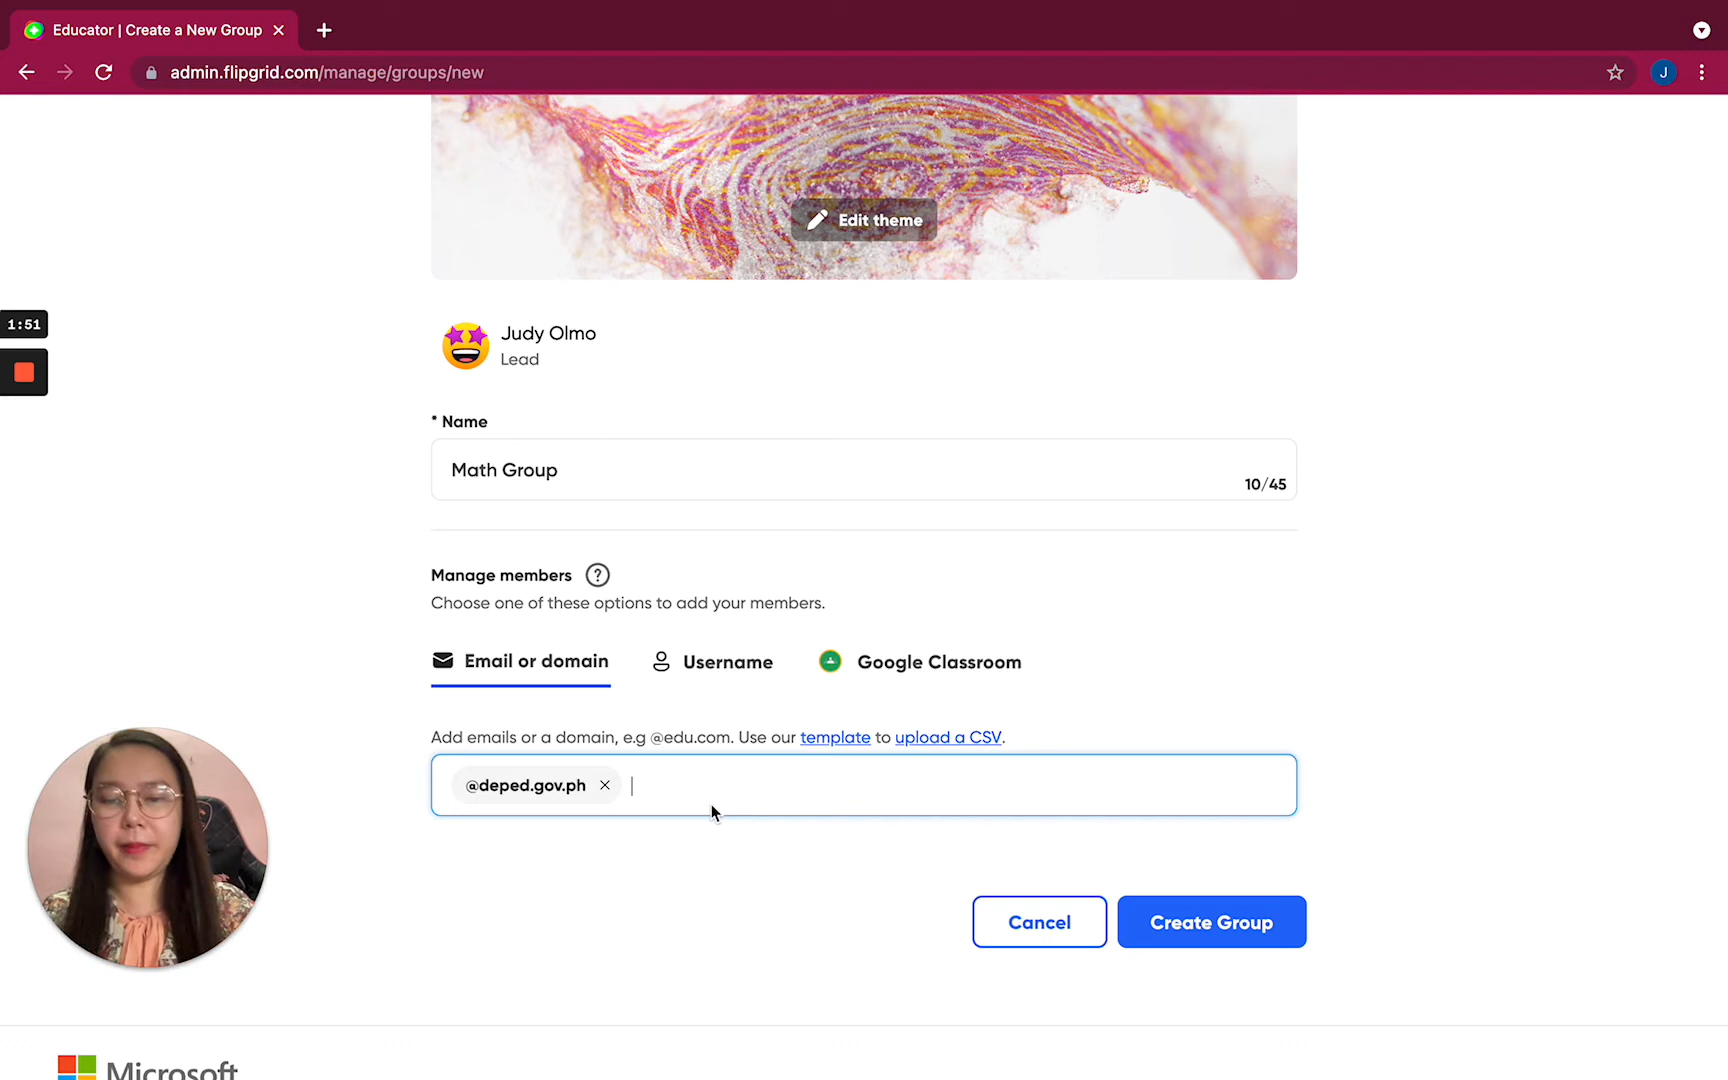 Educator | Create a New Group
admin.flipgrid.com/manage/groups/new
J
Edit theme
1:51
Judy Olmo
Lead
* Name
Math Group
10/45
Manage members ?
Choose one of these options to add your members.
Email or domain Username Google Classroom
Add emails or a domain, e.g @edu.com. Use our template to upload a CSV.
@deped.gov.ph
Cancel Create Group
Microsoft